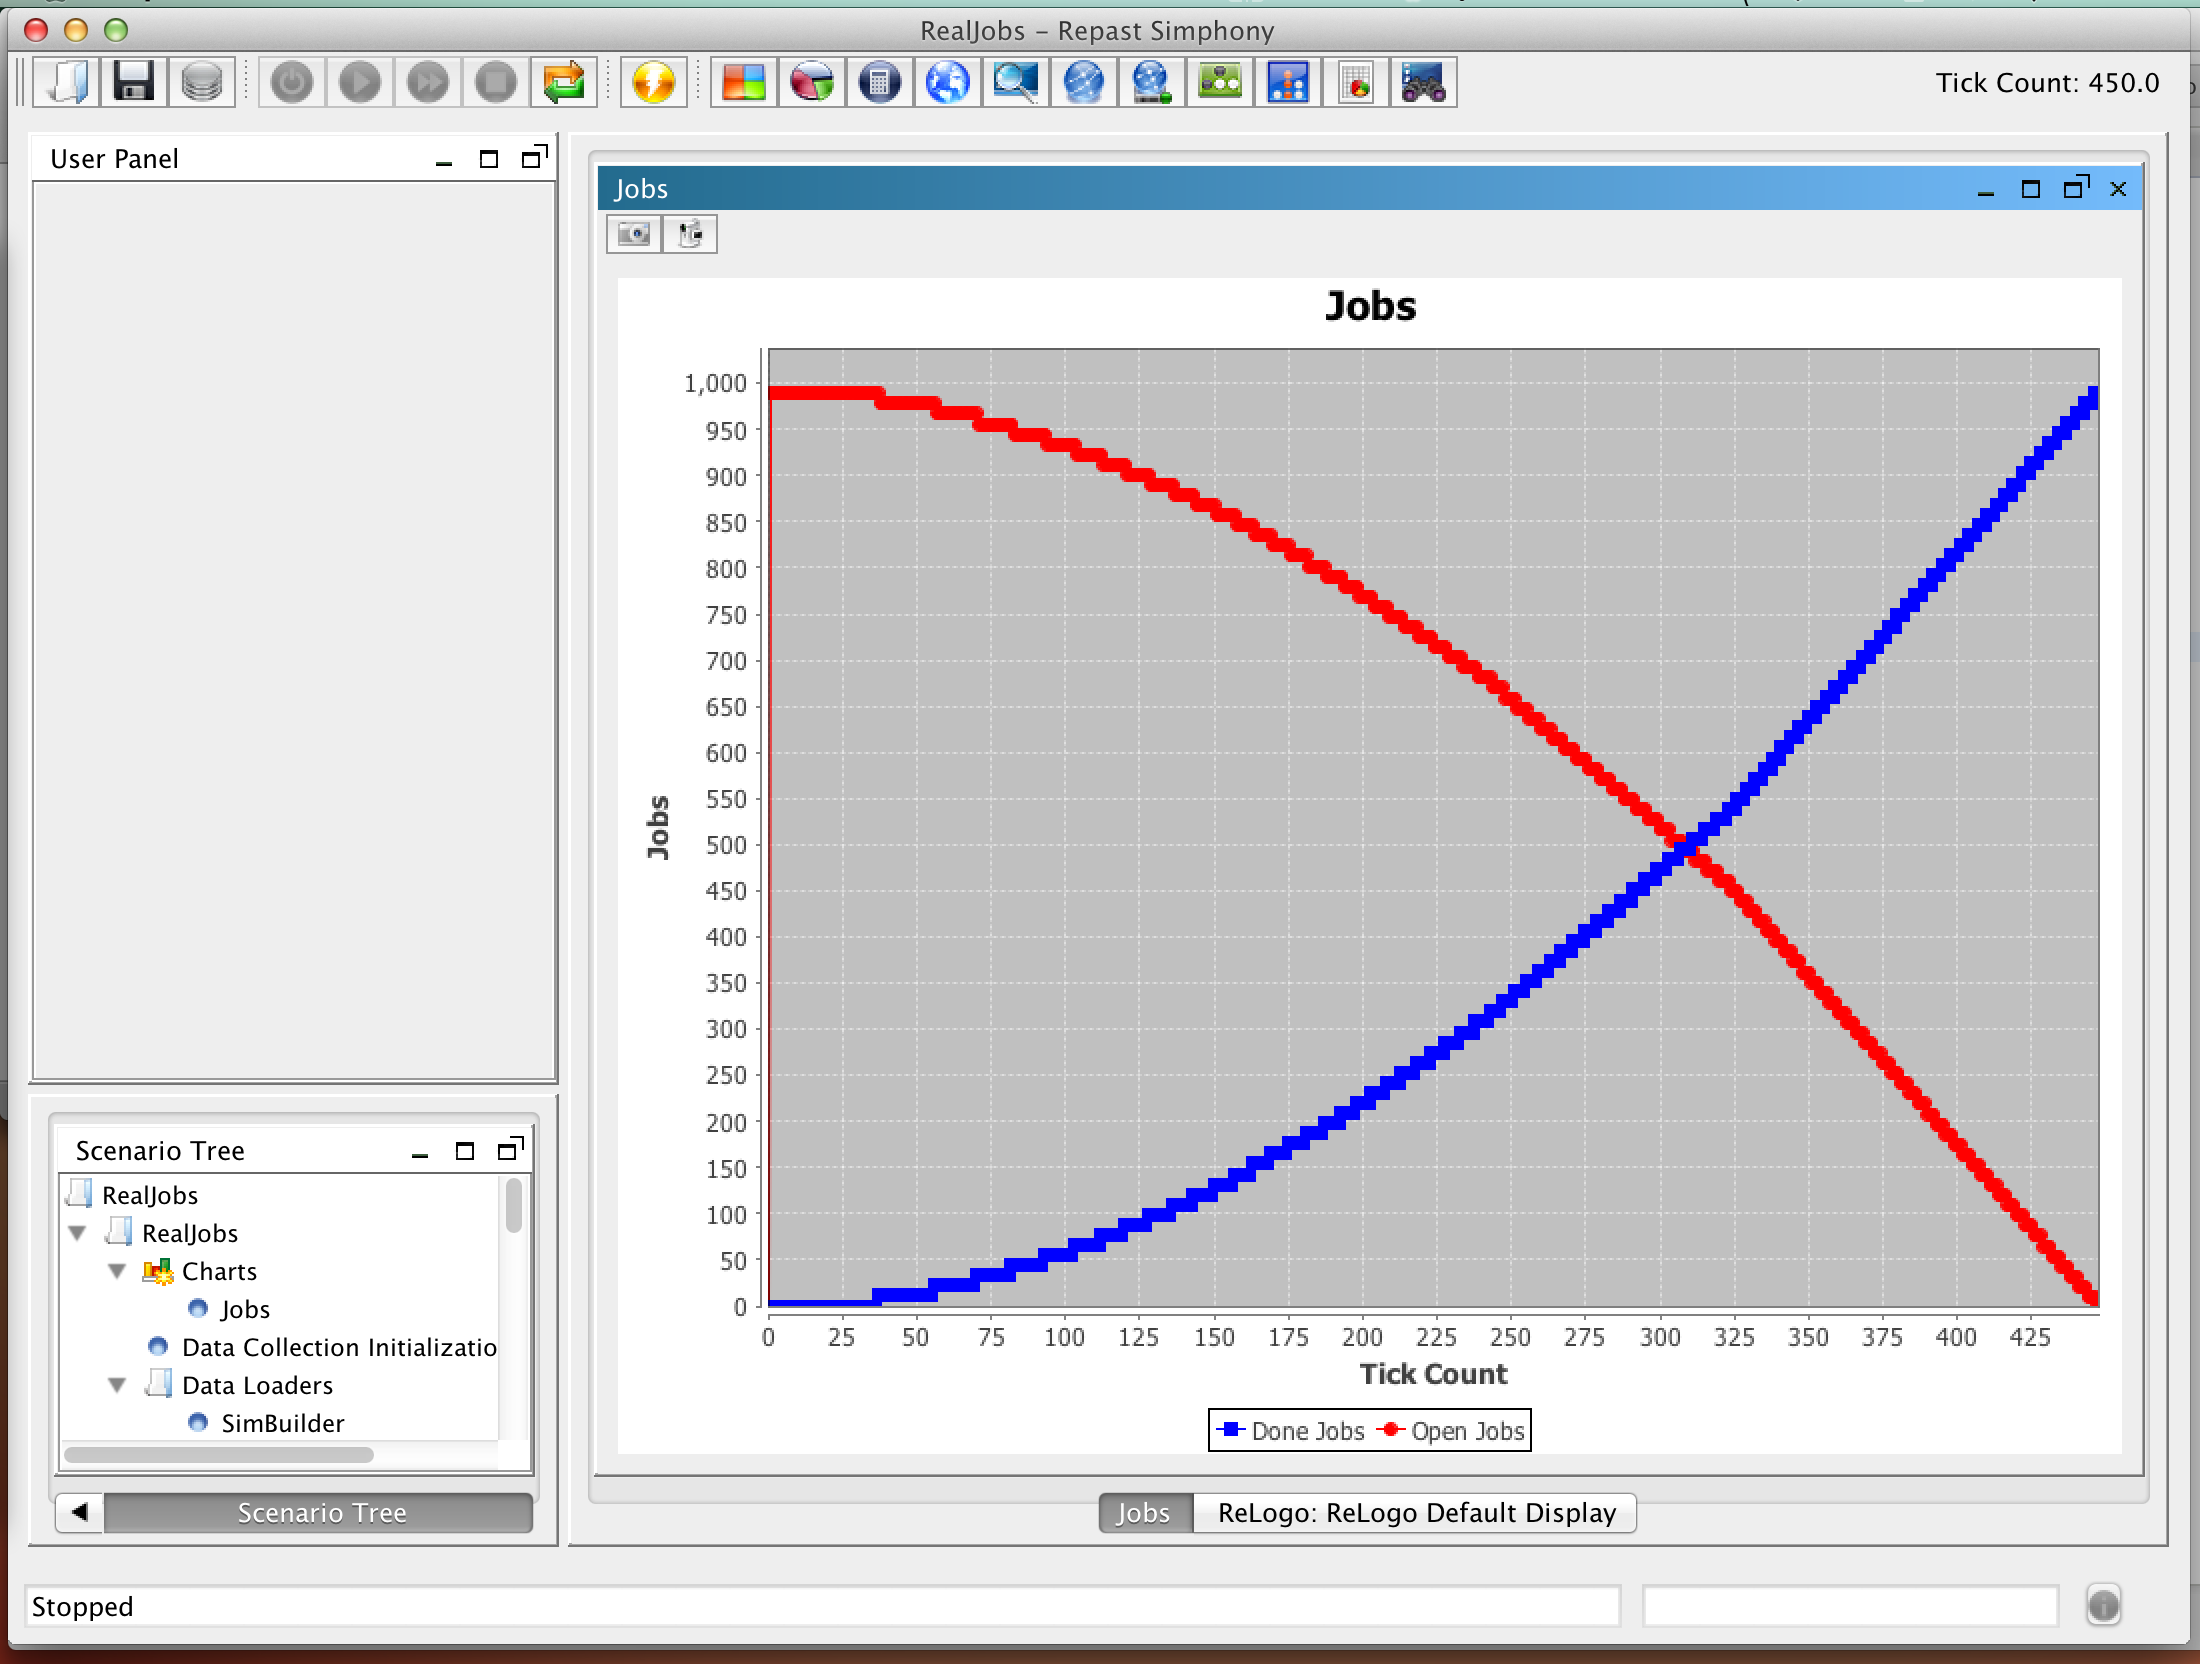 RealJobs – Repast Simphony
Tick Count: 450.0
User Panel
Jobs
Jobs
1,000
950
900
850
800
750
700
650
600
550
500
450
400
350
300
250
200
150
100
50
0
Jobs
0 25 50 75 100 125 150 175 200 225 250 275 300 325 350 375 400 425
Tick Count
Done Jobs Open Jobs
Scenario Tree
RealJobs
RealJobs
Charts
Jobs
Data Collection Initializatio
Data Loaders
SimBuilder
Scenario Tree
Jobs
ReLogo: ReLogo Default Display
Stopped